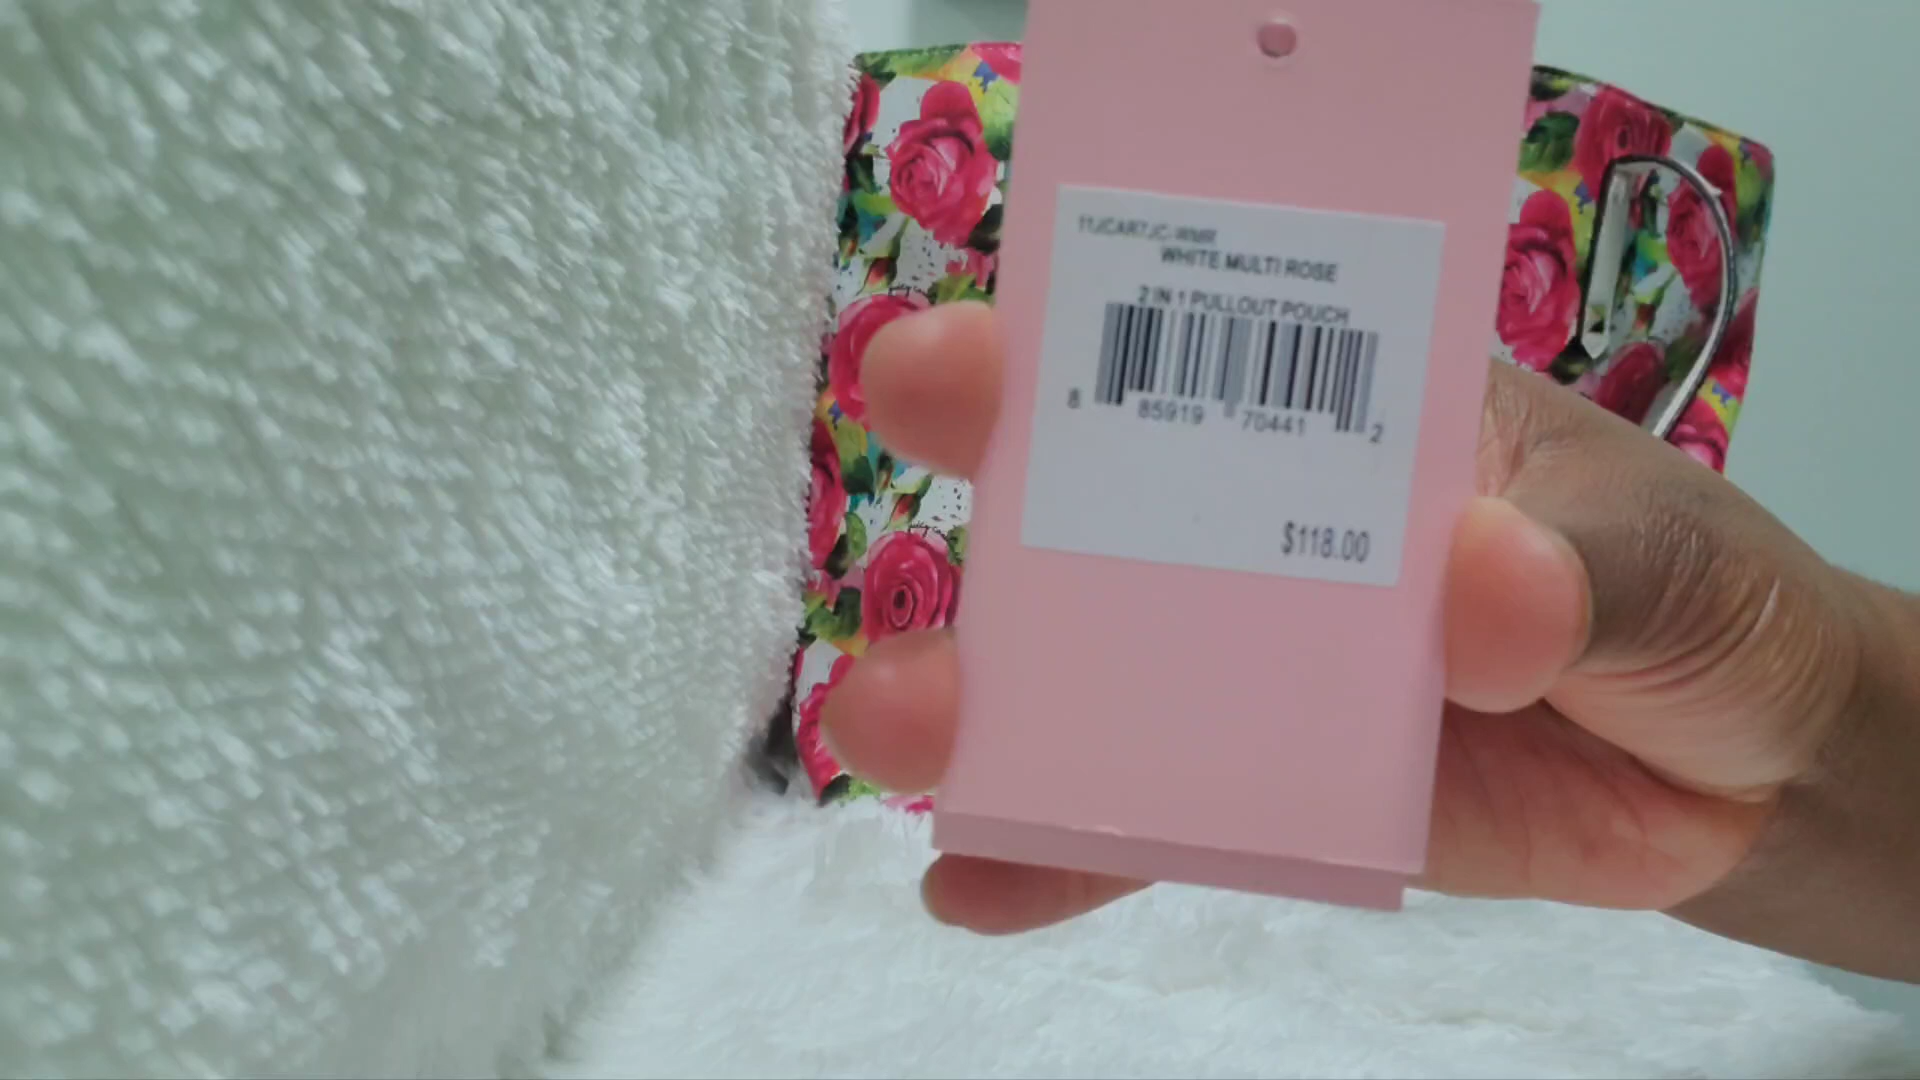 WHITE MULTI ROSE
2 IN 1 PULLOUT POUCH
8 85919 70441 2
$118.00